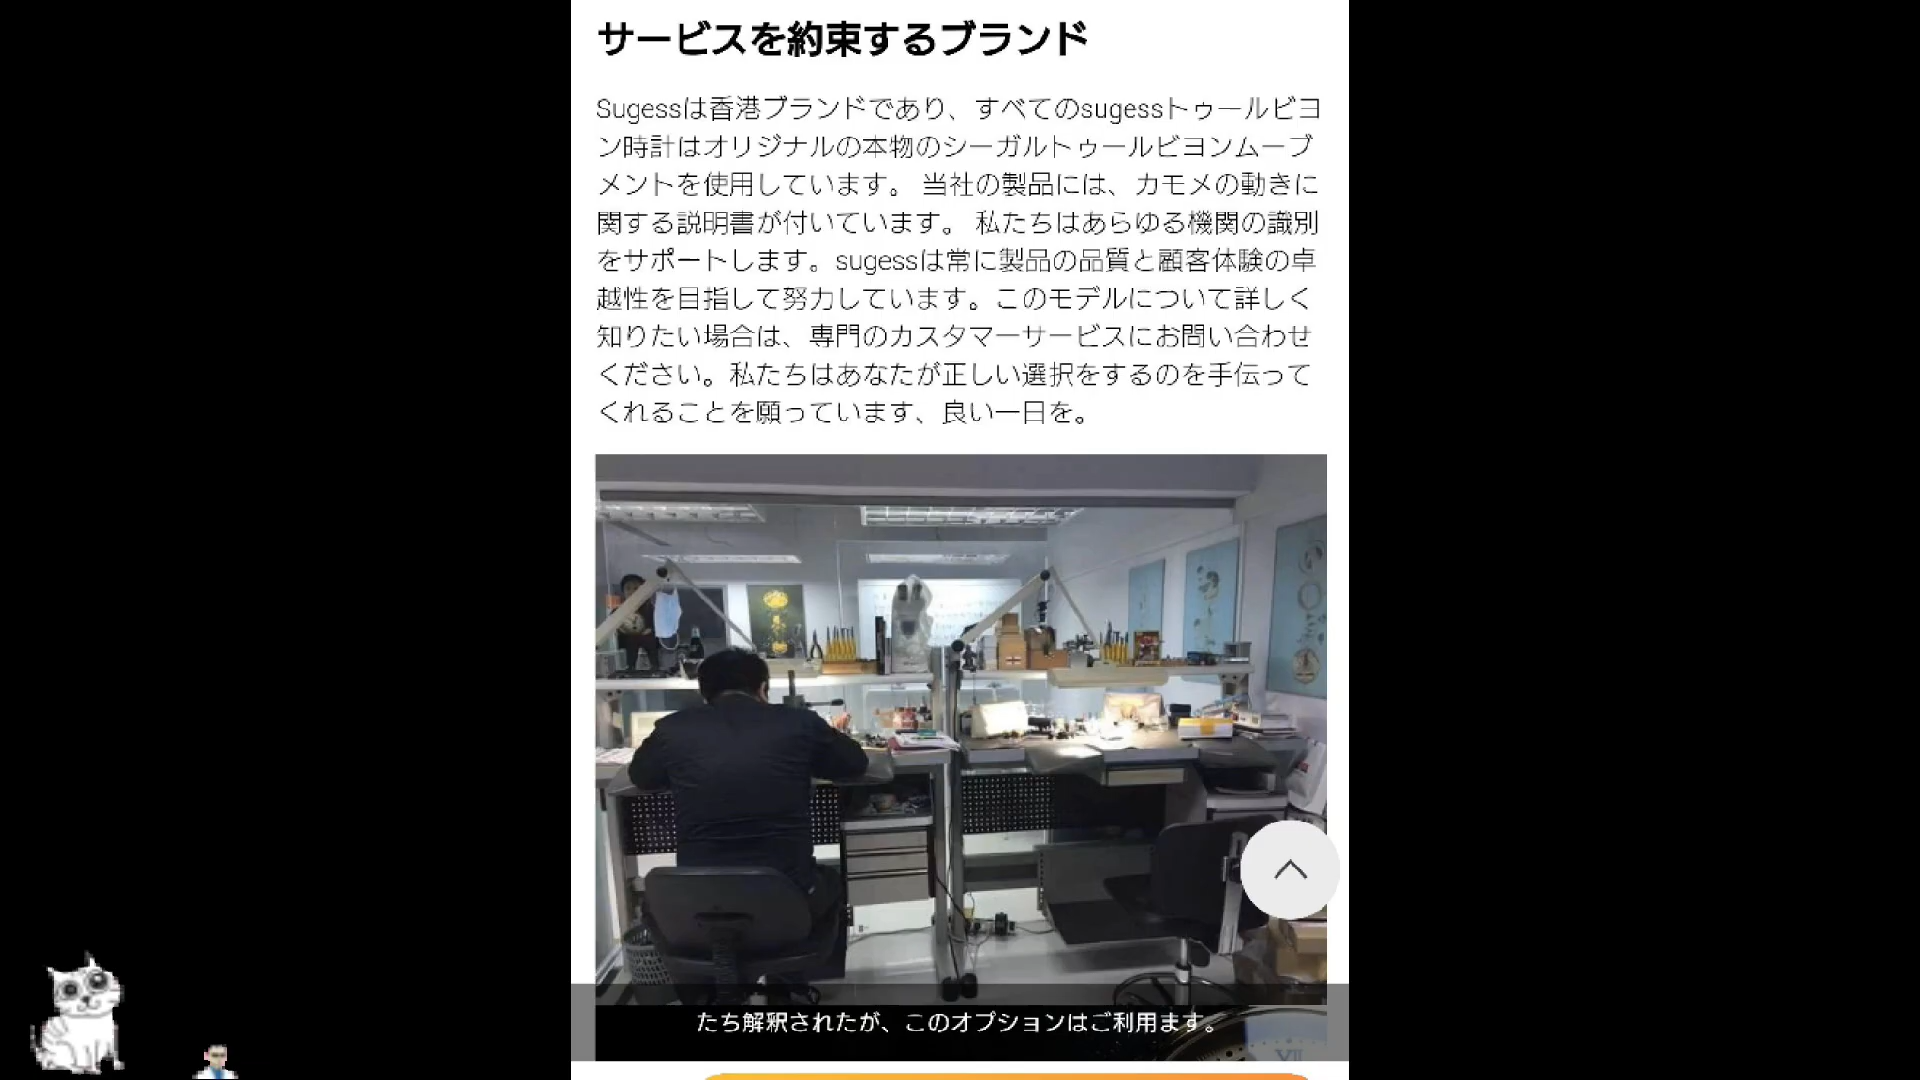 サービスを約束するブランド
Sugessは香港ブランドであり、すべてのsugessトゥールビヨ
ン時計はオリジナルの本物のシーガルトゥールビヨンムーブ
メントを使用しています。 当社の製品には、カモメの動きに
関する説明書が付いています。 私たちはあらゆる機関の識別
をサポートします。sugessは常に製品の品質と顧客体験の卓
越性を目指して努力しています。このモデルについて詳しく
知りたい場合は、専門のカスタマーサービスにお問い合わせ
ください。私たちはあなたが正しい選択をするのを手伝って
くれることを願っています、良い一日を。
たち解釈されたが、このオプションはご利用ます。
VII